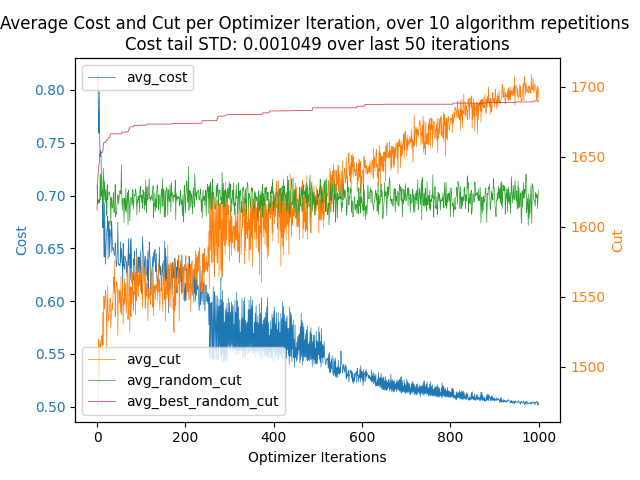 Average Cost and Cut per Optimizer Iteration, over 10 algorithm repetitions
Cost tail STD: 0.001049 over last 50 iterations
avg_cost
0.80
0.75
0.70
0.65
0.60
0.55
0.50
Cost
1700
1650
1600
1550
1500
Cut
avg_cut
avg_random_cut
avg_best_random_cut
0
200
400
600
800
1000
Optimizer Iterations